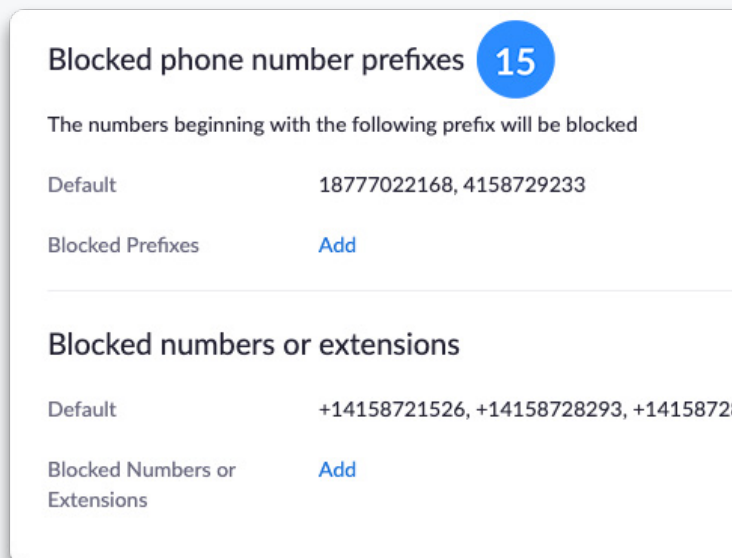 Blocked phone number prefixes 15
The numbers beginning with the following prefix will be blocked
Default 18777022168, 4158729233
Blocked Prefixes Add
Blocked numbers or extensions
Default +14158721526, +14158728293, +1415872
Blocked Numbers or Extensions Add